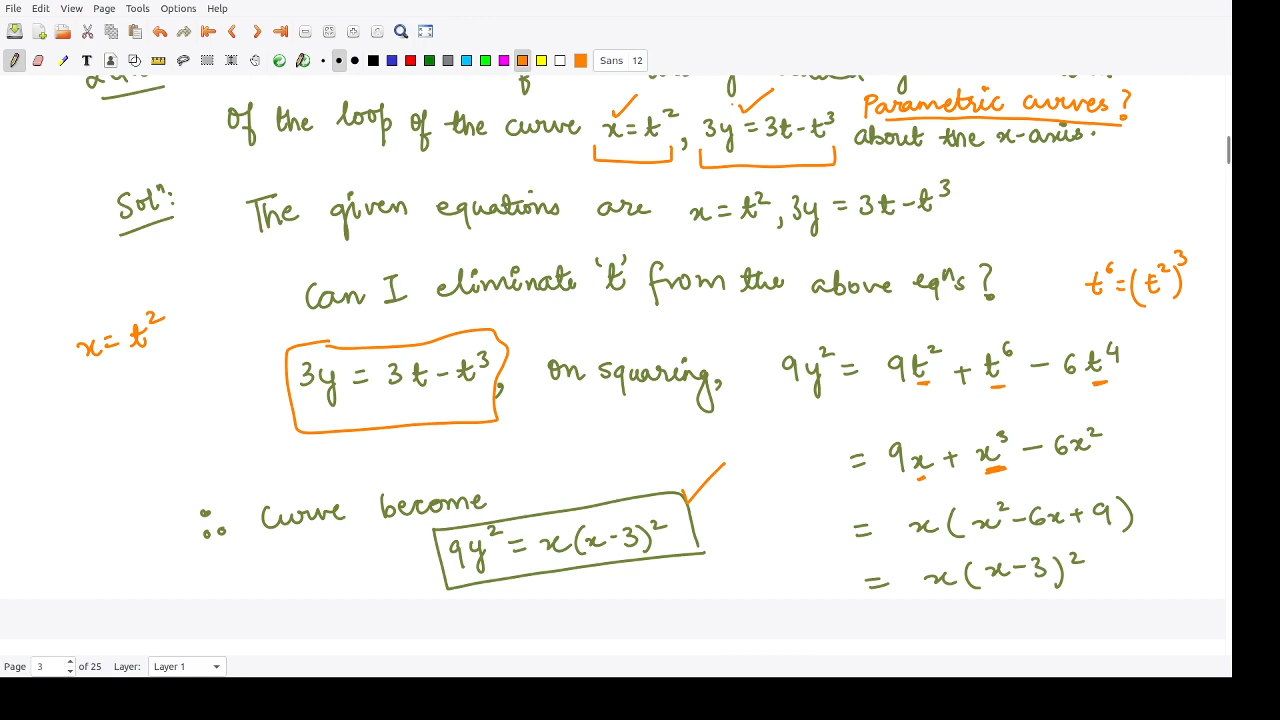 File Edit View Page Tools Options Help
Sans 12
of the loop of the curve x = t², 3y = 3t - t³ about the x-axis.
Parametric curves?
Solⁿ: The given equations are x = t², 3y = 3t - t³
Can I eliminate 't' from the above eqⁿs?
t⁶ = (t²)³
x = t²
3y = 3t - t³, on squaring, 9y² = 9t² + t⁶ - 6t⁴
= 9x + x³ - 6x²
= x(x² - 6x + 9)
= x(x - 3)²
∴ Curve become
9y² = x(x - 3)²
Page 3 of 25 Layer: Layer 1